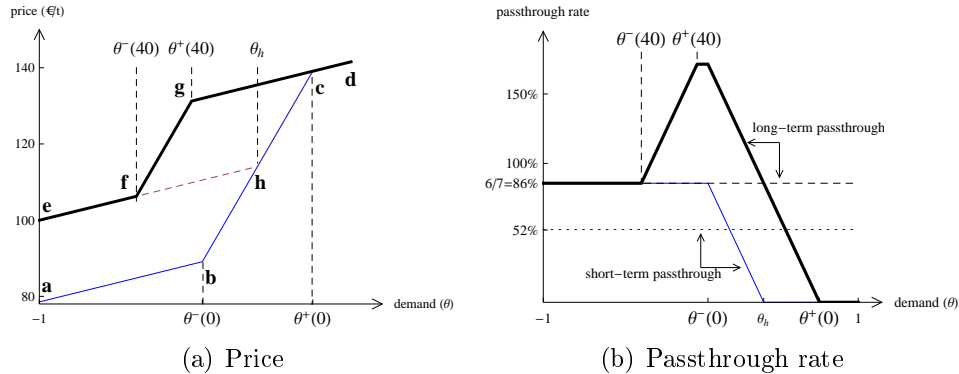 price (€/t)
θ⁻(40) θ⁺(40) θₕ
140
120
100
80
g
c
d
f
h
e
a
b
demand (θ)
−1 θ⁻(0) θ⁺(0)
(a) Price
passthrough rate
θ⁻(40) θ⁺(40)
150%
long−term passthrough
100%
6/7=86%
52%
short−term passthrough
demand (θ)
−1 θ⁻(0) θₕ θ⁺(0) 1
(b) Passthrough rate